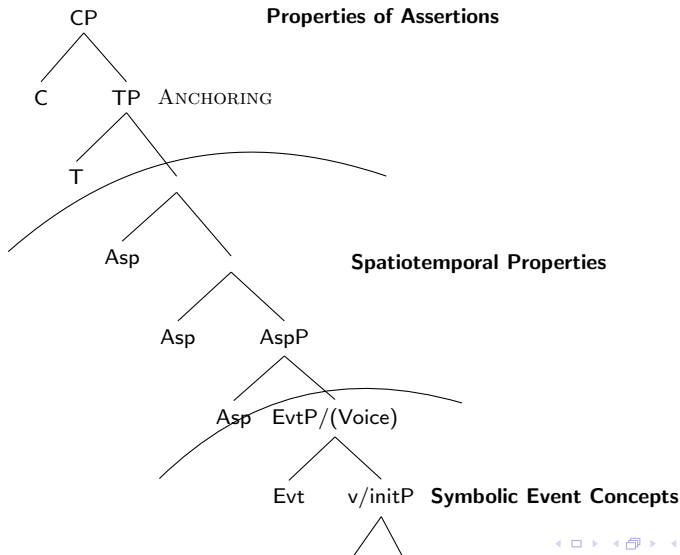 CP Properties of Assertions
C TP ANCHORING
T
Asp Spatiotemporal Properties
Asp AspP
Asp EvtP/(Voice)
Evt v/initP Symbolic Event Concepts